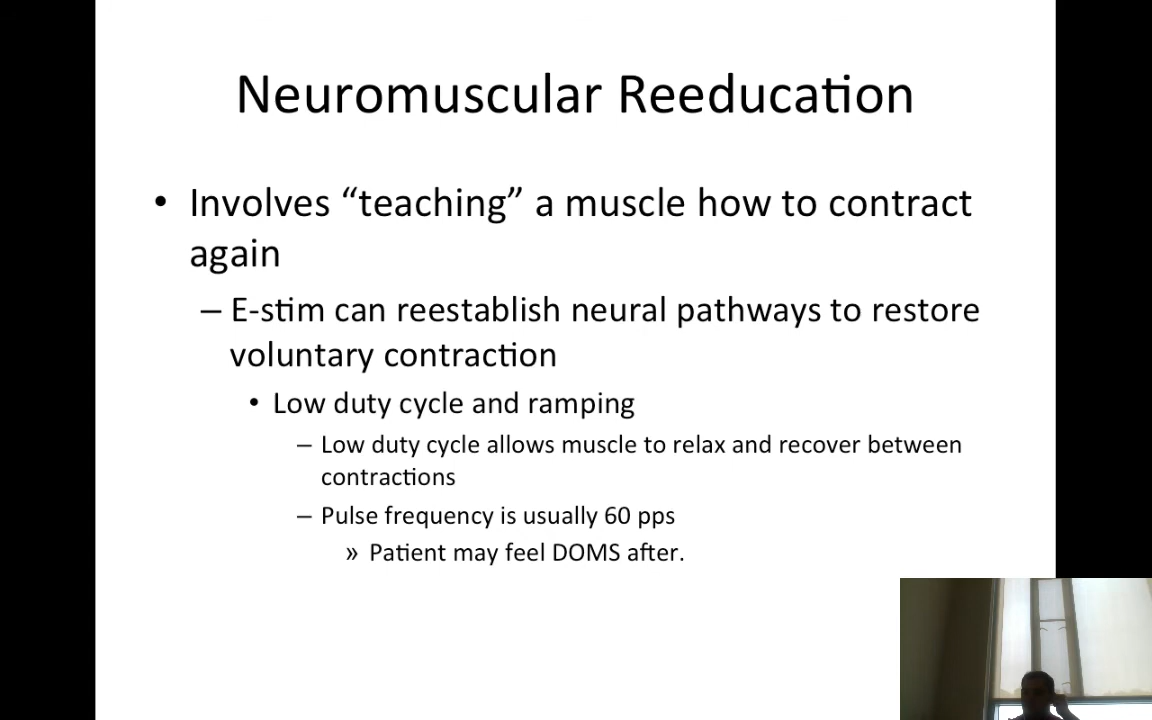 Neuromuscular Reeducation
• Involves “teaching” a muscle how to contract
again
– E-stim can reestablish neural pathways to restore
voluntary contraction
• Low duty cycle and ramping
– Low duty cycle allows muscle to relax and recover between
contractions
– Pulse frequency is usually 60 pps
» Patient may feel DOMS after.